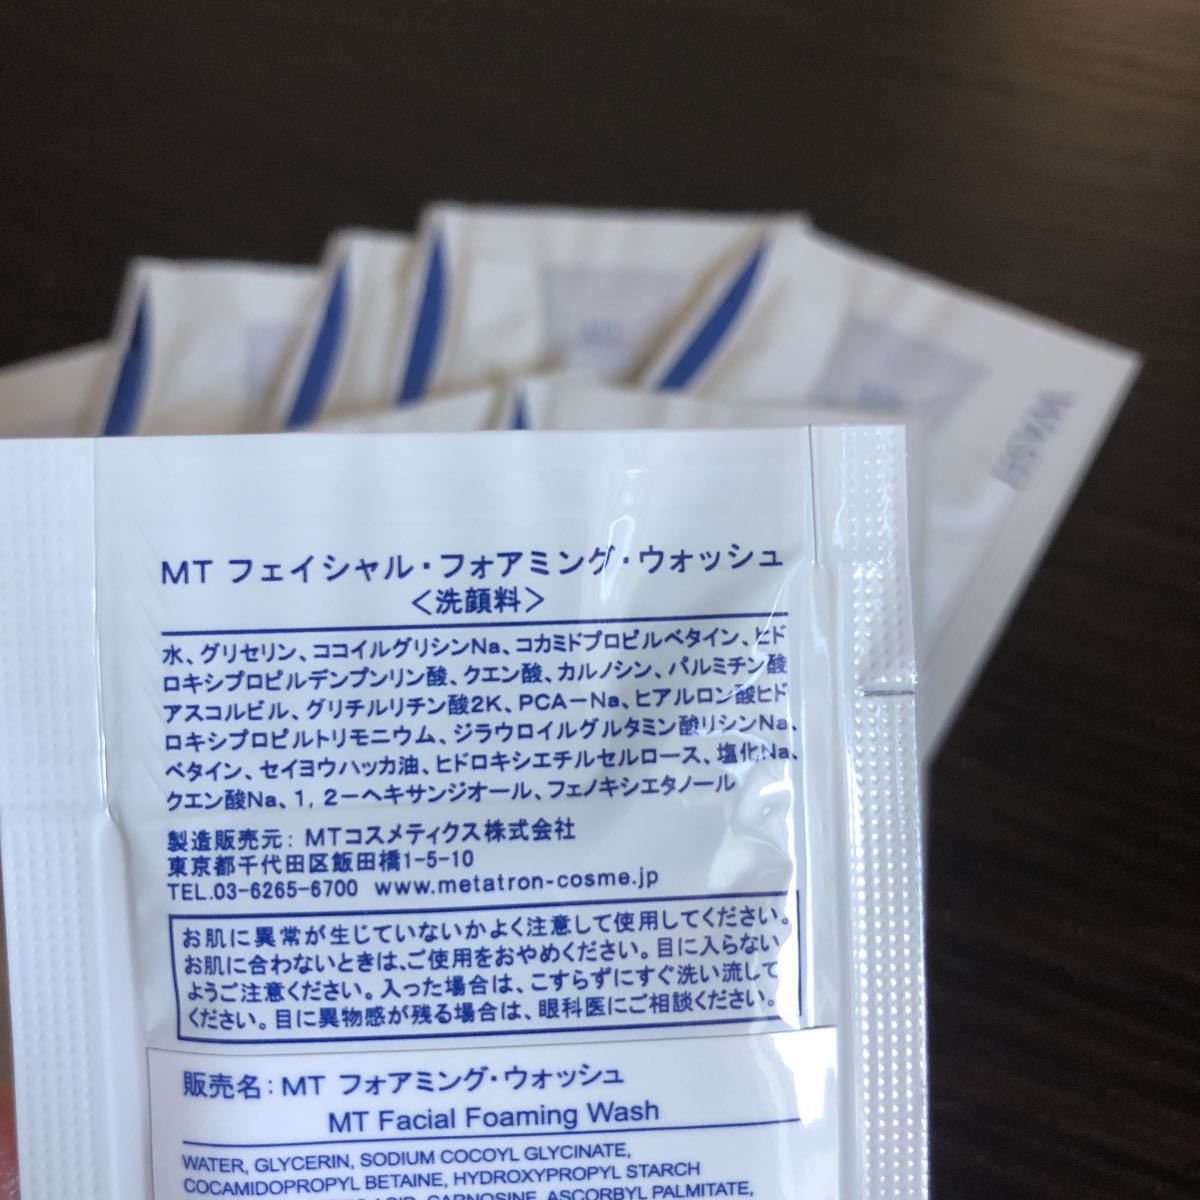 WASH
MT フェイシャル・フォアミング・ウォッシュ
<洗顔料>
水、グリセリン、ココイルグリシンNa、コカミドプロピルベタイン、ヒド
ロキシプロピルデンプンリン酸、クエン酸、カルノシン、パルミチン酸
アスコルビル、グリチルリチン酸2K、PCA-Na、ヒアルロン酸ヒド
ロキシプロピルトリモニウム、ジラウロイルグルタミン酸リシンNa、
ベタイン、セイヨウハッカ油、ヒドロキシエチルセルロース、塩化Na、
クエン酸Na、1, 2-ヘキサンジオール、フェノキシエタノール
製造販売元: MTコスメティクス株式会社
東京都千代田区飯田橋1-5-10
TEL.03-6265-6700 www.metatron-cosme.jp
お肌に異常が生じていないかよく注意して使用してください。
お肌に合わないときは、ご使用をおやめください。目に入らない
ようご注意ください。入った場合は、こすらずにすぐ洗い流して
ください。目に異物感が残る場合は、眼科医にご相談ください。
販売名: MT フォアミング・ウォッシュ
MT Facial Foaming Wash
WATER, GLYCERIN, SODIUM COCOYL GLYCINATE,
COCAMIDOPROPYL BETAINE, HYDROXYPROPYL STARCH
ACID, CARNOSINE, ASCORBYL PALMITATE,